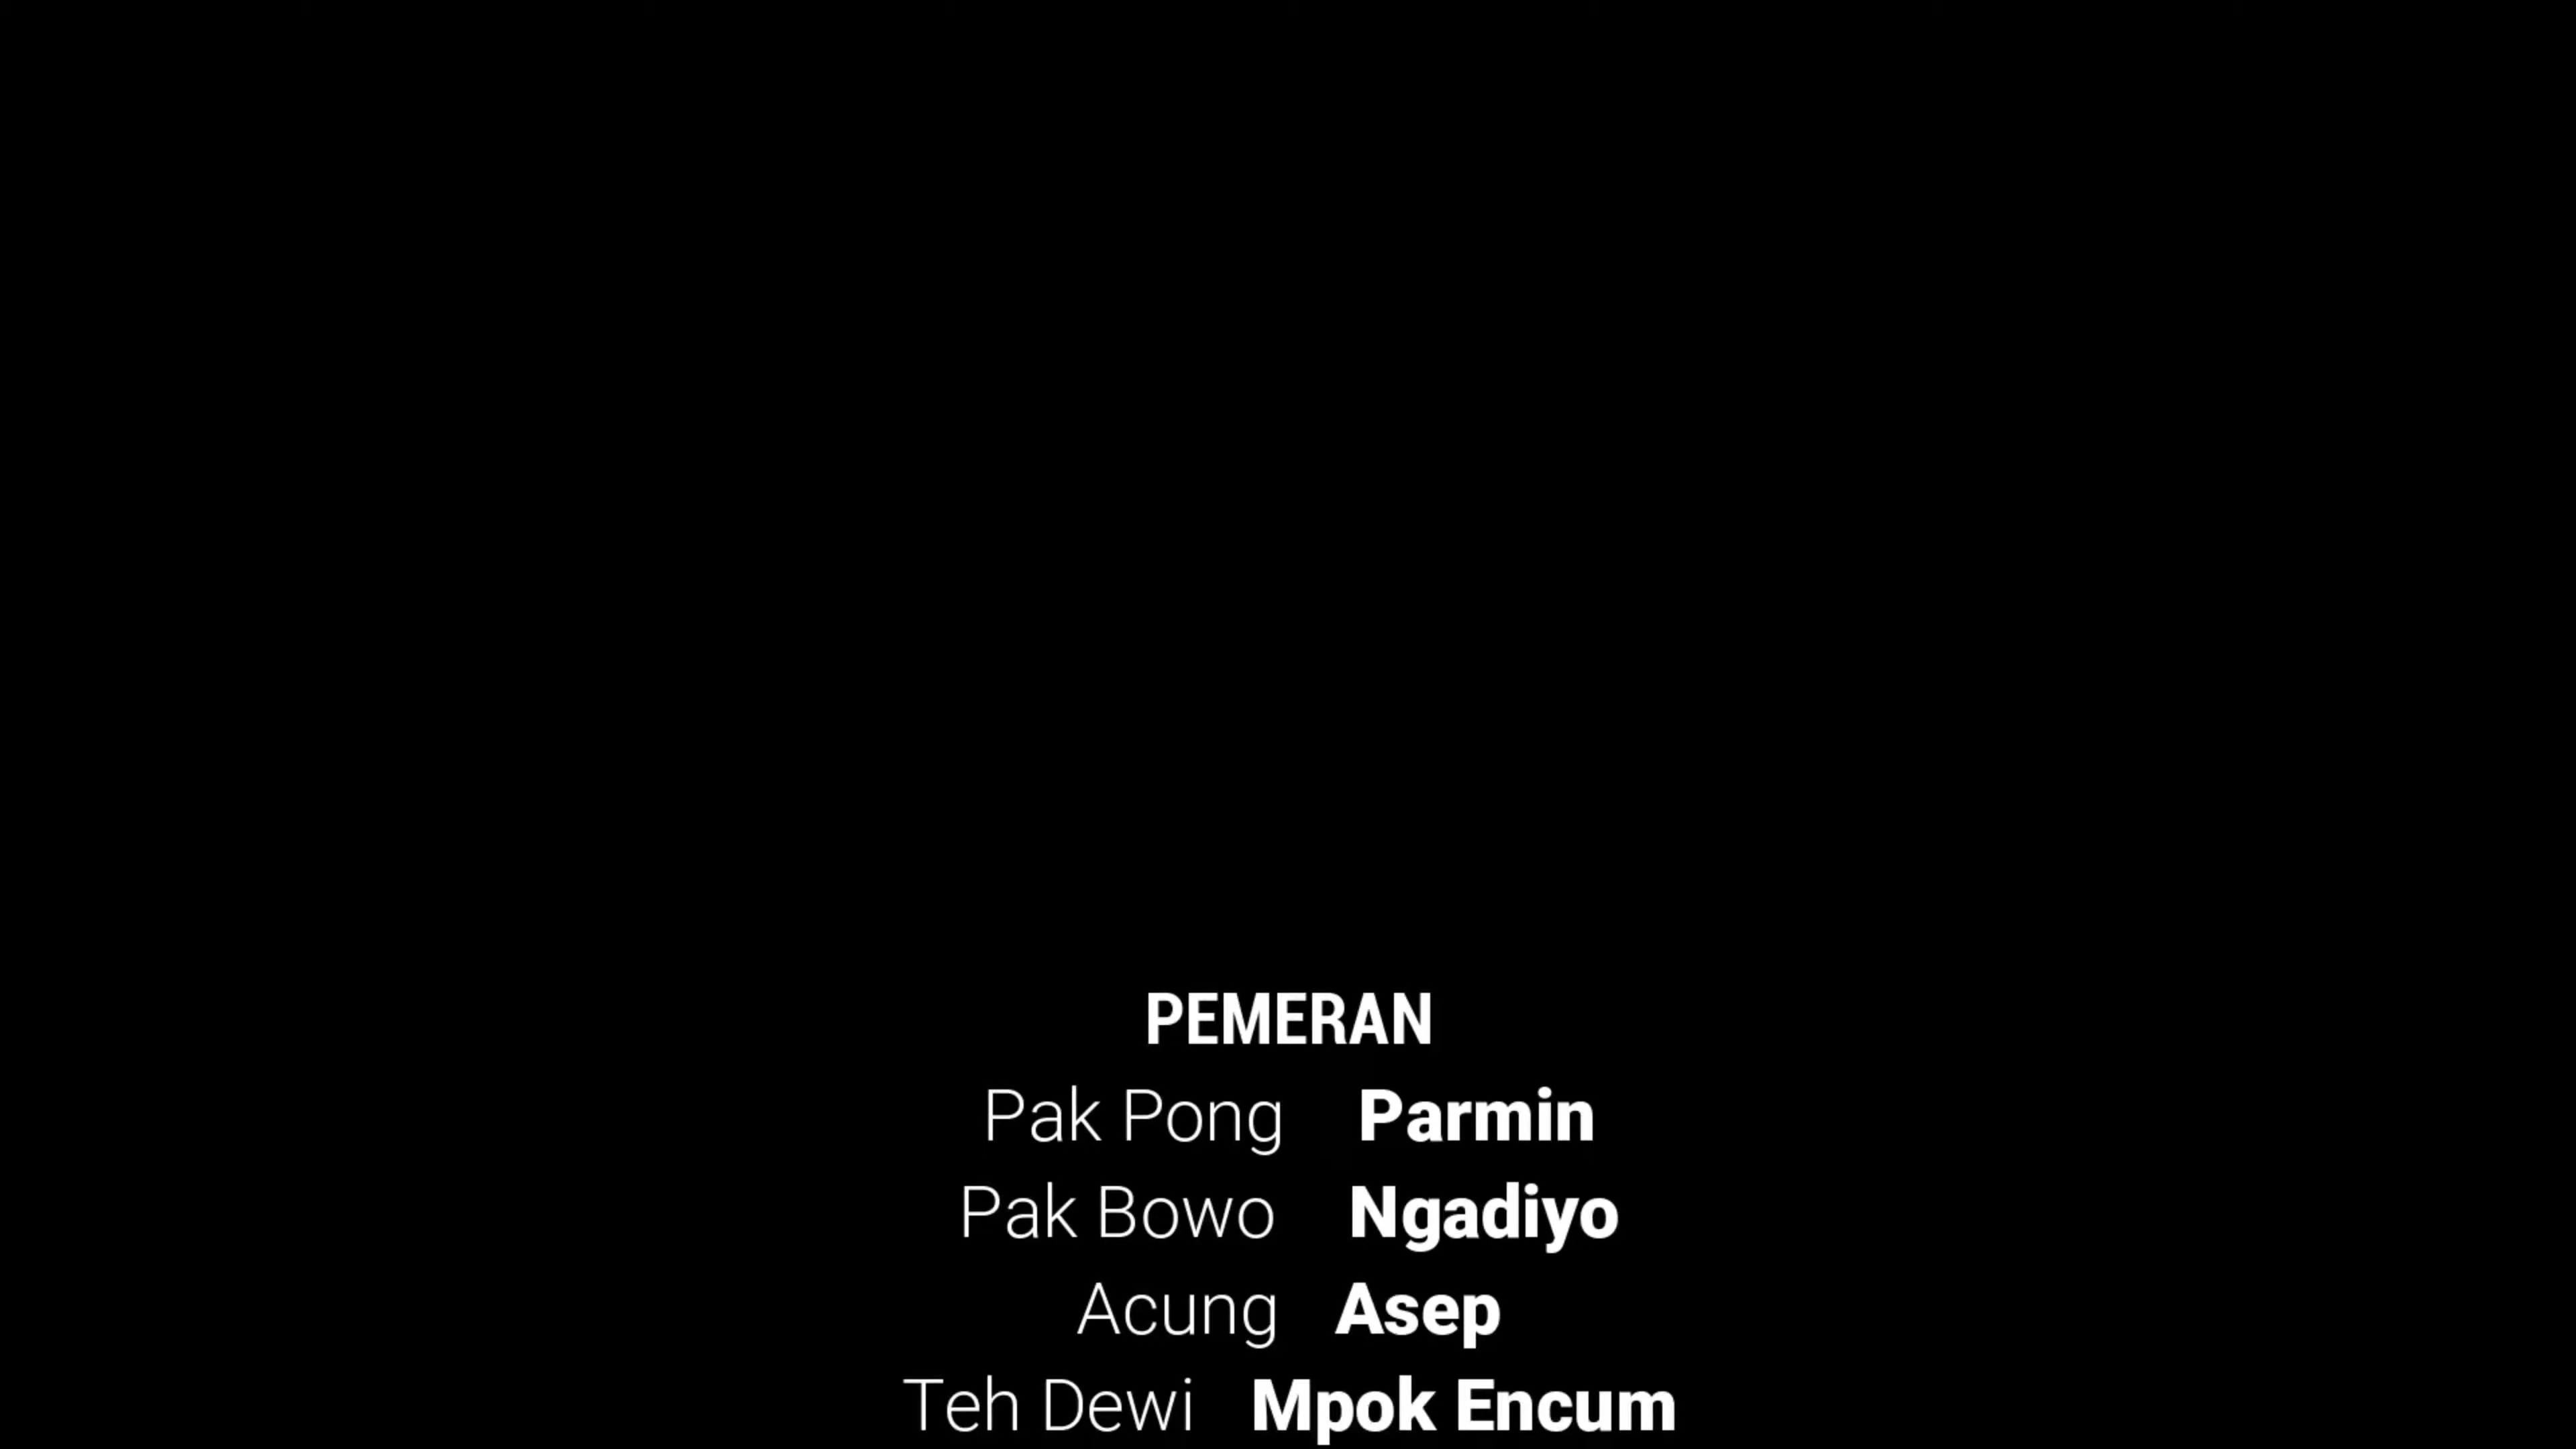 PEMERAN
Pak Pong Parmin
Pak Bowo Ngadiyo
Acung Asep
Teh Dewi Mpok Encum